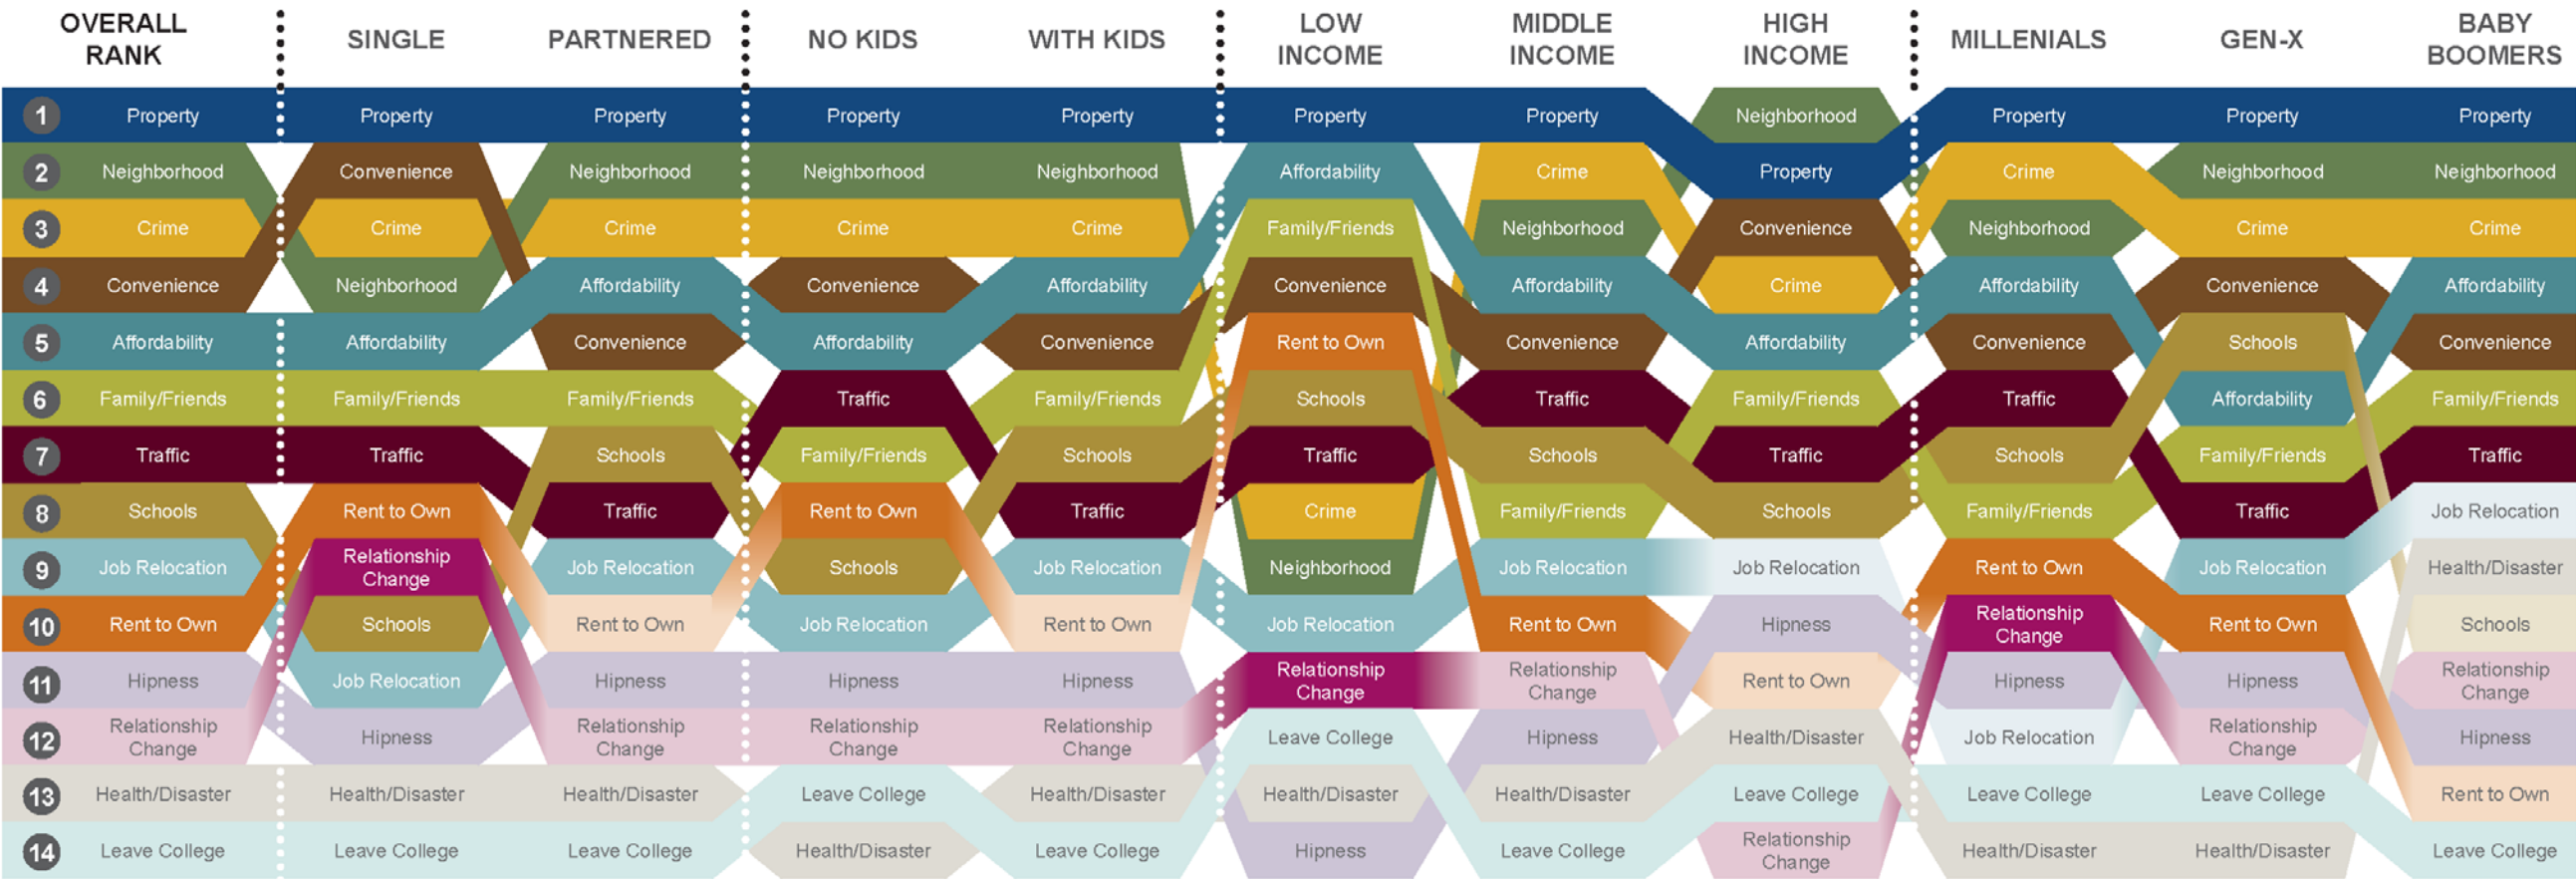 OVERALL RANK SINGLE PARTNERED NO KIDS WITH KIDS LOW INCOME MIDDLE INCOME HIGH INCOME MILLENIALS GEN-X BABY BOOMERS
1 Property Property Property Property Property Property Property Neighborhood Property Property Property
2 Neighborhood Convenience Neighborhood Neighborhood Neighborhood Affordability Crime Property Crime Neighborhood Neighborhood
3 Crime Crime Crime Crime Crime Family/Friends Neighborhood Convenience Neighborhood Crime Crime
4 Convenience Neighborhood Affordability Convenience Affordability Convenience Affordability Crime Affordability Convenience Affordability
5 Affordability Affordability Convenience Affordability Convenience Rent to Own Convenience Affordability Convenience Schools Convenience
6 Family/Friends Family/Friends Family/Friends Traffic Family/Friends Schools Traffic Family/Friends Traffic Affordability Family/Friends
7 Traffic Traffic Schools Family/Friends Schools Traffic Schools Traffic Schools Family/Friends Traffic
8 Schools Rent to Own Traffic Rent to Own Traffic Crime Family/Friends Schools Family/Friends Traffic Job Relocation
9 Job Relocation Relationship Change Job Relocation Schools Job Relocation Neighborhood Job Relocation Job Relocation Rent to Own Job Relocation Health/Disaster
10 Rent to Own Schools Rent to Own Job Relocation Rent to Own Job Relocation Rent to Own Hipness Relationship Change Rent to Own Schools
11 Hipness Job Relocation Hipness Hipness Hipness Relationship Change Relationship Change Rent to Own Hipness Hipness Relationship Change
12 Relationship Change Hipness Relationship Change Relationship Change Relationship Change Leave College Hipness Health/Disaster Job Relocation Relationship Change Hipness
13 Health/Disaster Health/Disaster Health/Disaster Leave College Health/Disaster Health/Disaster Health/Disaster Leave College Leave College Leave College Rent to Own
14 Leave College Leave College Leave College Health/Disaster Leave College Hipness Leave College Relationship Change Health/Disaster Health/Disaster Leave College